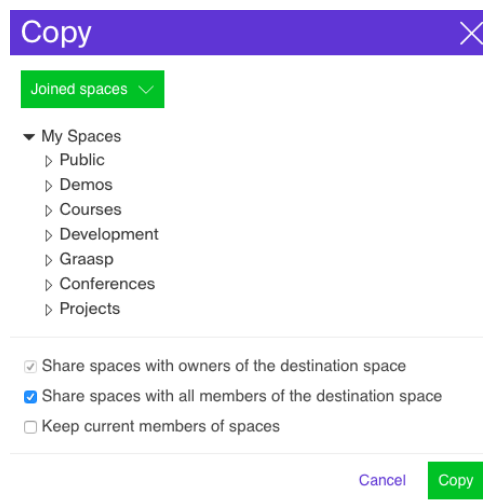 Copy
Joined spaces
My Spaces
Public
Demos
Courses
Development
Graasp
Conferences
Projects
Share spaces with owners of the destination space
Share spaces with all members of the destination space
Keep current members of spaces
Cancel Copy